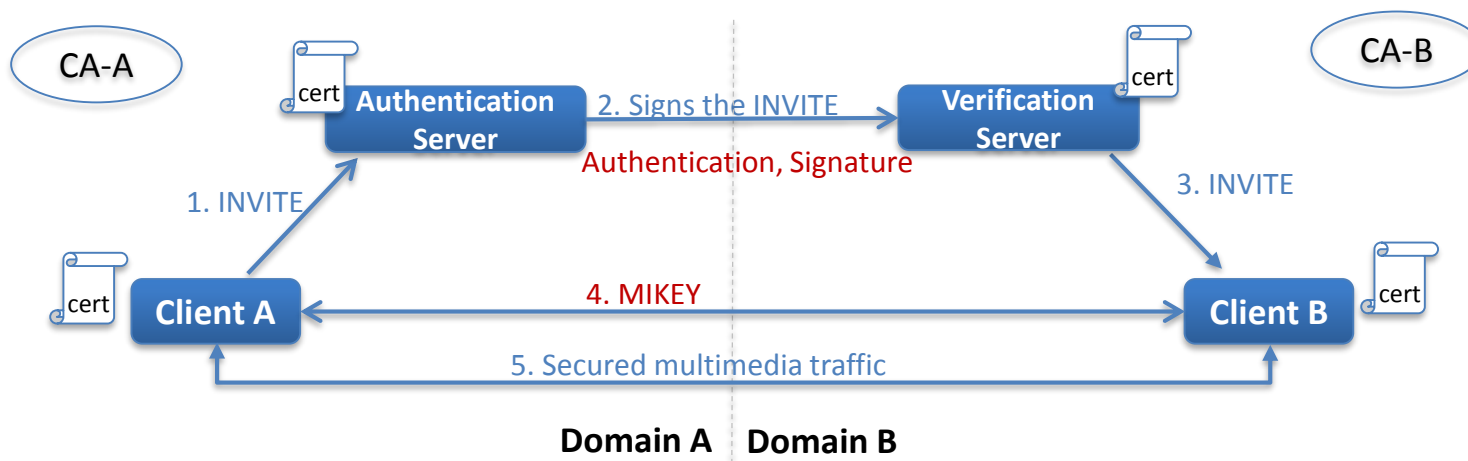 CA-A
cert
Authentication
Server
2. Signs the INVITE
Authentication, Signature
Verification
Server
cert
CA-B
1. INVITE
3. INVITE
cert
Client A
4. MIKEY
Client B
cert
5. Secured multimedia traffic
Domain A
Domain B